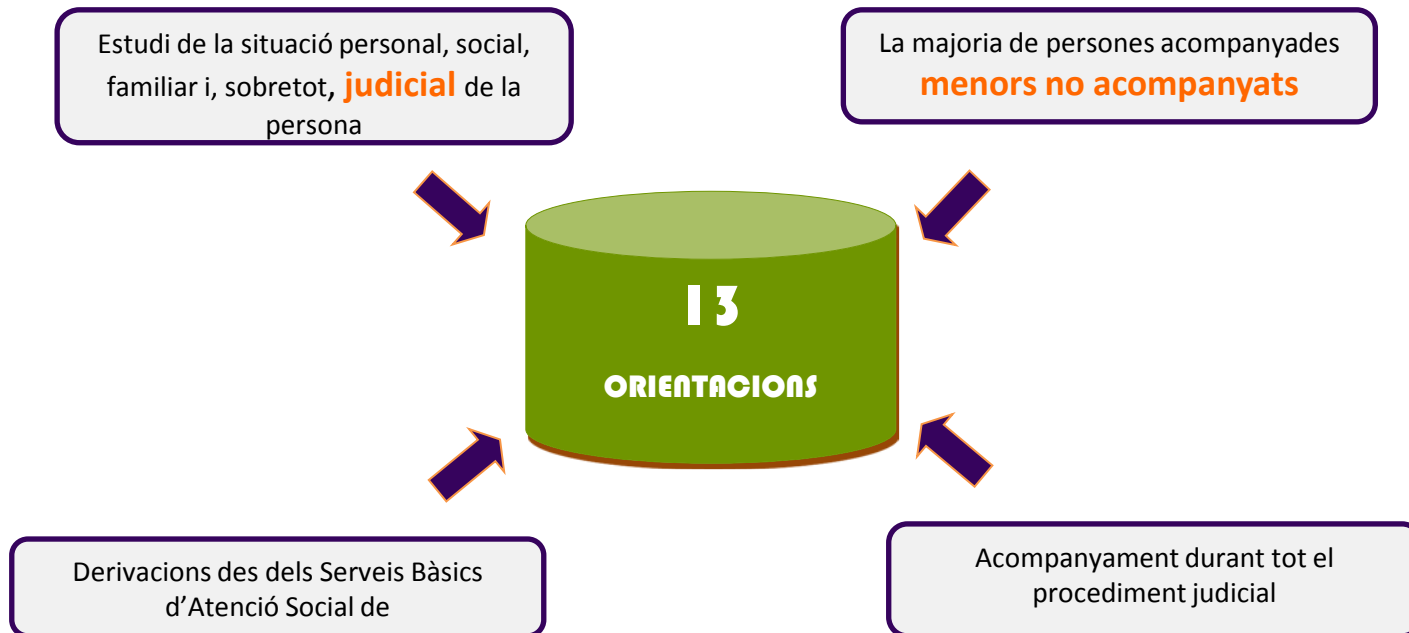 Estudi de la situació personal, social,
familiar i, sobretot, judicial de la
persona
La majoria de persones acompanyades
menors no acompanyats
13
ORIENTACIONS
Derivacions des dels Serveis Bàsics
d’Atenció Social de
Acompanyament durant tot el
procediment judicial